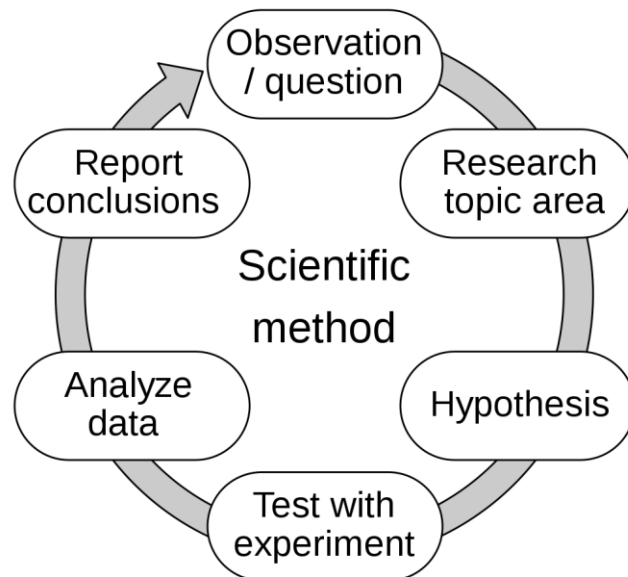 Observation
/ question
Research
topic area
Hypothesis
Test with
experiment
Analyze
data
Report
conclusions
Scientific
method